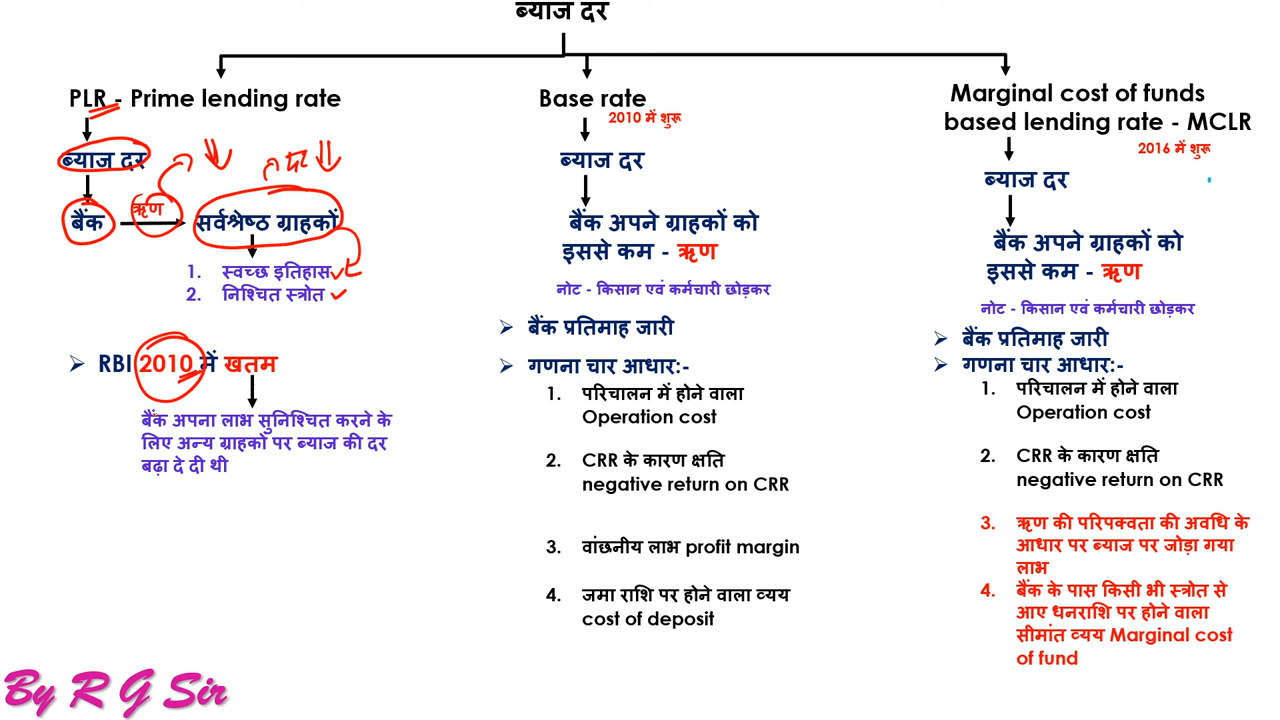 ब्याज दर
PLR - Prime lending rate
ब्याज दर
दर
बैंक
ऋण
सर्वश्रेष्ठ ग्राहकों
1. स्वच्छ इतिहास
2. निश्चित स्त्रोत
➢ RBI 2010 में खतम
बैंक अपना लाभ सुनिश्चित करने के
लिए अन्य ग्राहकों पर ब्याज की दर
बढ़ा दे दी थी
Base rate
2010 में शुरू
ब्याज दर
बैंक अपने ग्राहकों को
इससे कम - ऋण
नोट - किसान एवं कर्मचारी छोड़कर
➢ बैंक प्रतिमाह जारी
➢ गणना चार आधार:-
1. परिचालन में होने वाला
Operation cost
2. CRR के कारण क्षति
negative return on CRR
3. वांछनीय लाभ profit margin
4. जमा राशि पर होने वाला व्यय
cost of deposit
Marginal cost of funds
based lending rate - MCLR
2016 में शुरू
ब्याज दर
बैंक अपने ग्राहकों को
इससे कम - ऋण
नोट - किसान एवं कर्मचारी छोड़कर
➢ बैंक प्रतिमाह जारी
➢ गणना चार आधार:-
1. परिचालन में होने वाला
Operation cost
2. CRR के कारण क्षति
negative return on CRR
3. ऋण की परिपक्वता की अवधि के
आधार पर ब्याज पर जोड़ा गया
लाभ
4. बैंक के पास किसी भी स्त्रोत से
आए धनराशि पर होने वाला
सीमांत व्यय Marginal cost
of fund
By R G Sir